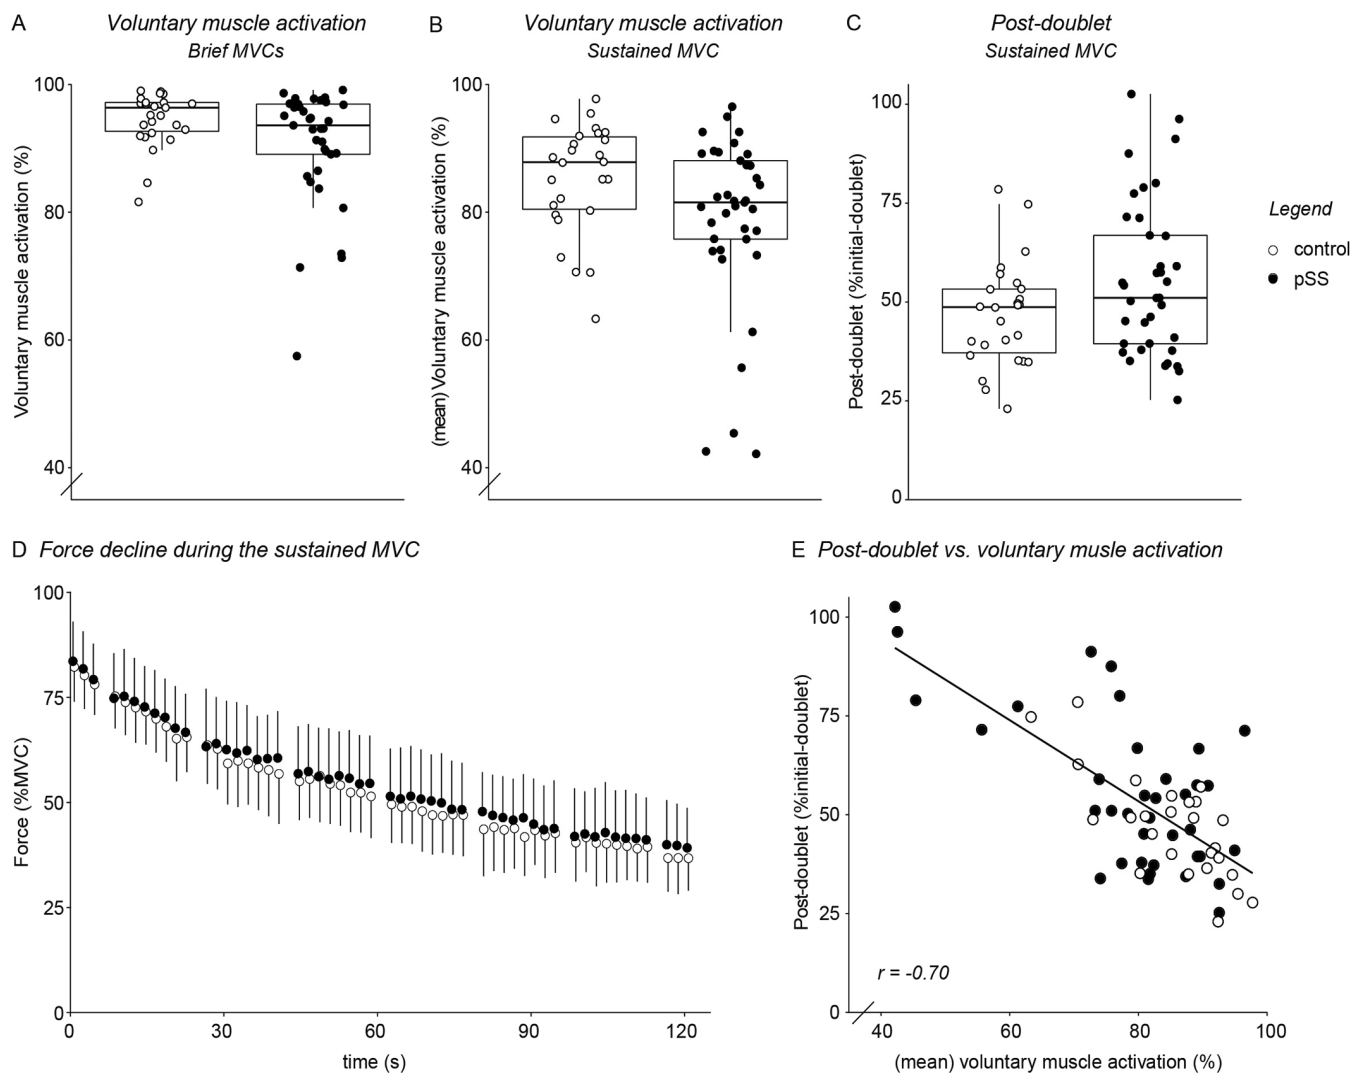 A Voluntary muscle activation
Brief MVCs
100
80
60
40
Voluntary muscle activation (%)
B Voluntary muscle activation
Sustained MVC
100
80
60
40
(mean) Voluntary muscle activation (%)
C Post-doublet
Sustained MVC
100
75
50
25
0
Post-doublet (%initial-doublet)
Legend
control
pSS
D Force decline during the sustained MVC
100
75
50
25
0
Force (%MVC)
0 30 60 90 120
time (s)
E Post-doublet vs. voluntary musle activation
100
75
50
25
0
Post-doublet (%initial-doublet)
r = -0.70
40 60 80 100
(mean) voluntary muscle activation (%)